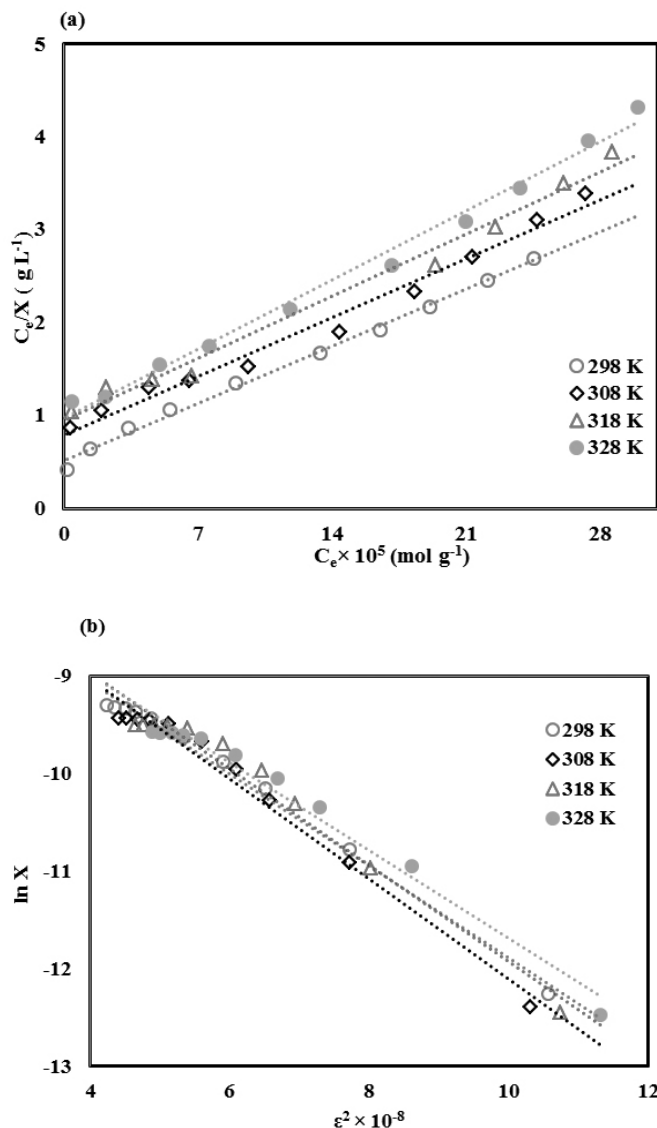 (a)
5
4
3
2
1
0
Cₑ/X ( g L⁻¹)
298 K
308 K
318 K
328 K
0 7 14 21 28
Cₑ × 10⁵ (mol g⁻¹)
(b)
-9
-10
-11
-12
-13
ln X
298 K
308 K
318 K
328 K
4 6 8 10 12
ε² × 10⁻⁸